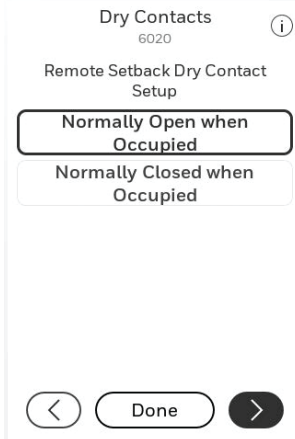 Dry Contacts
6020
Remote Setback Dry Contact
Setup
Normally Open when
Occupied
Normally Closed when
Occupied
Done